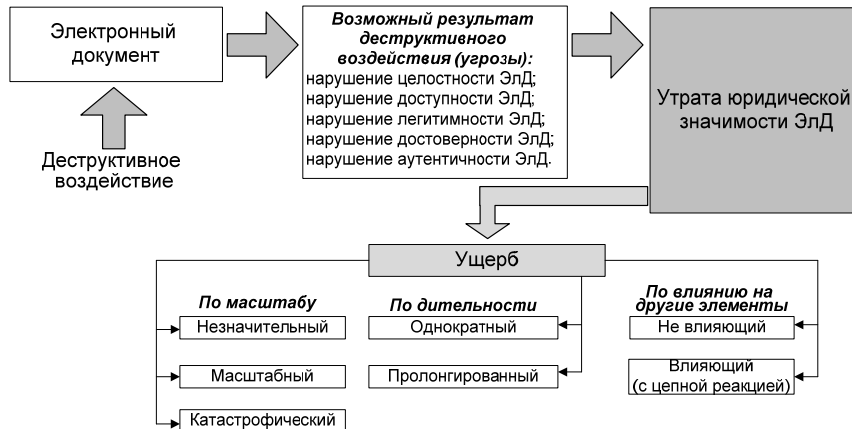 Электронный
документ
Деструктивное
воздействие
Возможный результат
деструктивного
воздействия (угрозы):
нарушение целостности ЭлД;
нарушение доступности ЭлД;
нарушение легитимности ЭлД;
нарушение достоверности ЭлД;
нарушение аутентичности ЭлД.
Утрата юридической
значимости ЭлД
Ущерб
По масштабу
Незначительный
Масштабный
Катастрофический
По дительности
Однократный
Пролонгированный
По влиянию на
другие элементы
Не влияющий
Влияющий
(с цепной реакцией)